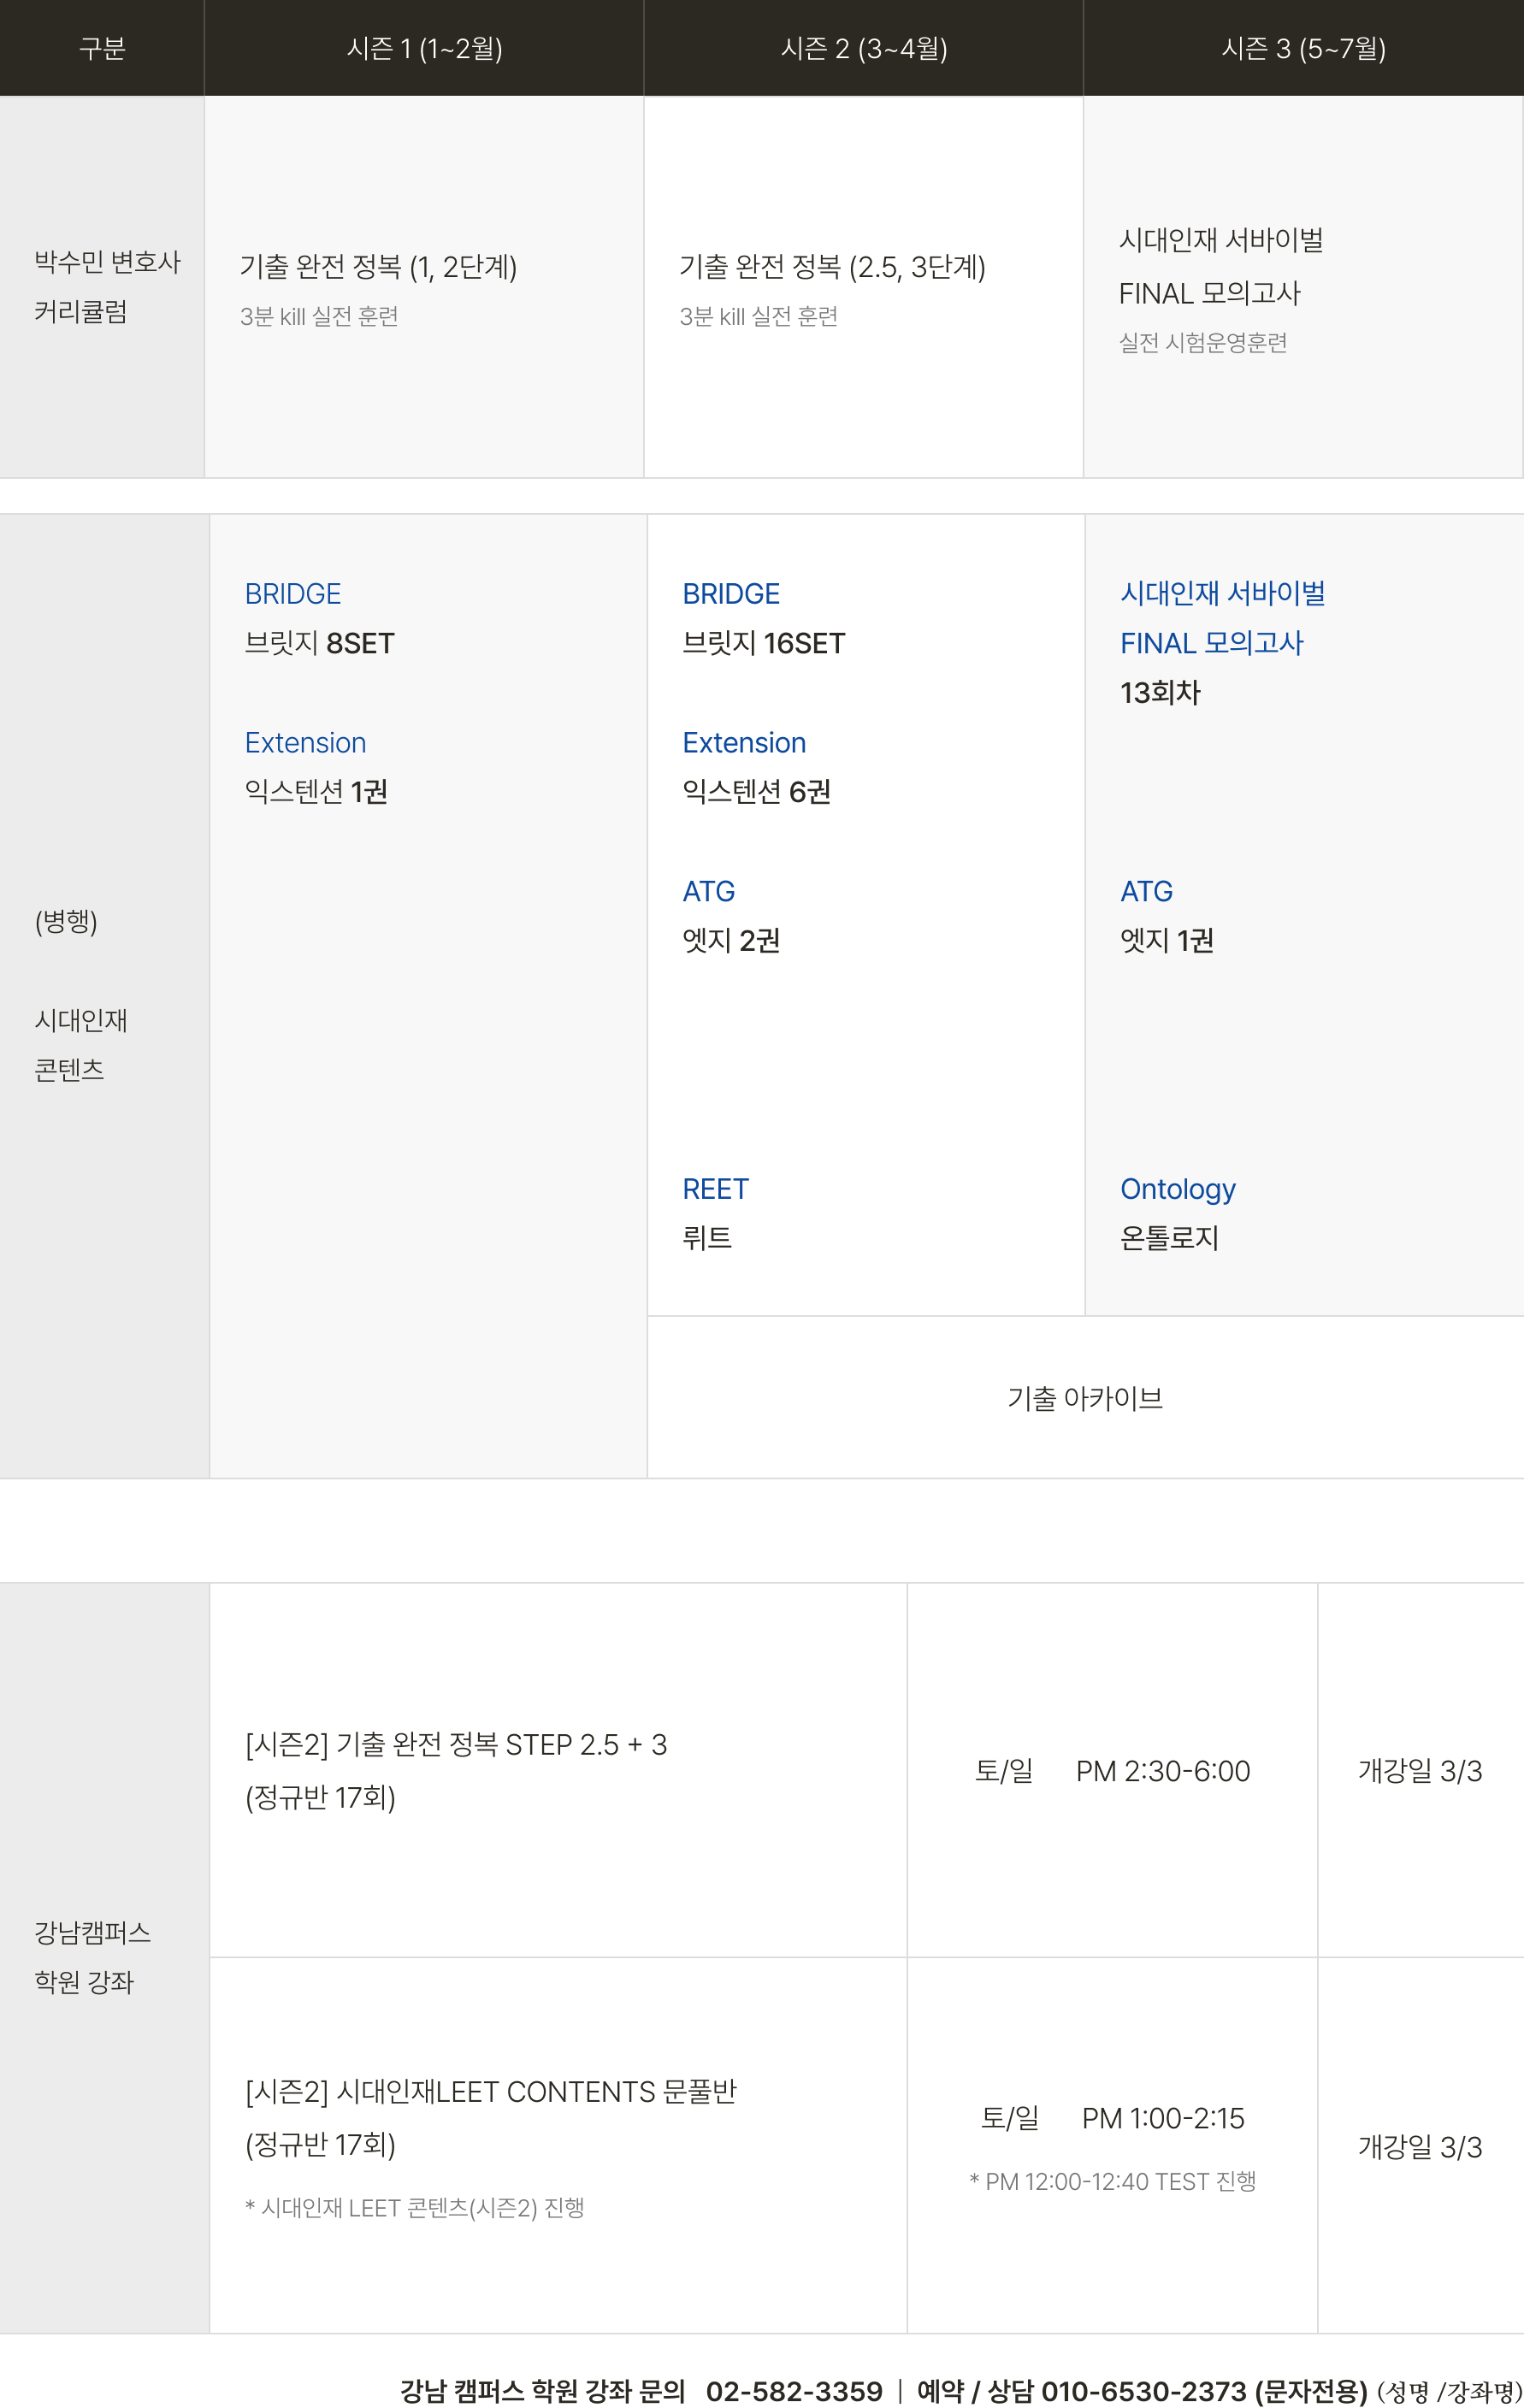 구분
시즌 1 (1~2월)
시즌 2 (3~4월)
시즌 3 (5~7월)
박수민 변호사
커리큘럼
기출 완전 정복 (1, 2단계)
3분 kill 실전 훈련
기출 완전 정복 (2.5, 3단계)
3분 kill 실전 훈련
시대인재 서바이벌
FINAL 모의고사
실전 시험운영훈련
(병행)
시대인재
콘텐츠
BRIDGE
브릿지 8SET
Extension
익스텐션 1권
BRIDGE
브릿지 16SET
Extension
익스텐션 6권
ATG
엣지 2권
REET
뤼트
시대인재 서바이벌
FINAL 모의고사
13회차
ATG
엣지 1권
Ontology
온톨로지
기출 아카이브
강남캠퍼스
학원 강좌
[시즌2] 기출 완전 정복 STEP 2.5 + 3
(정규반 17회)
토/일 PM 2:30-6:00
개강일 3/3
[시즌2] 시대인재LEET CONTENTS 문풀반
(정규반 17회)
* 시대인재 LEET 콘텐츠(시즌2) 진행
토/일 PM 1:00-2:15
* PM 12:00-12:40 TEST 진행
개강일 3/3
강남 캠퍼스 학원 강좌 문의 02-582-3359 | 예약 / 상담 010-6530-2373 (문자전용) (성명 /강좌명)